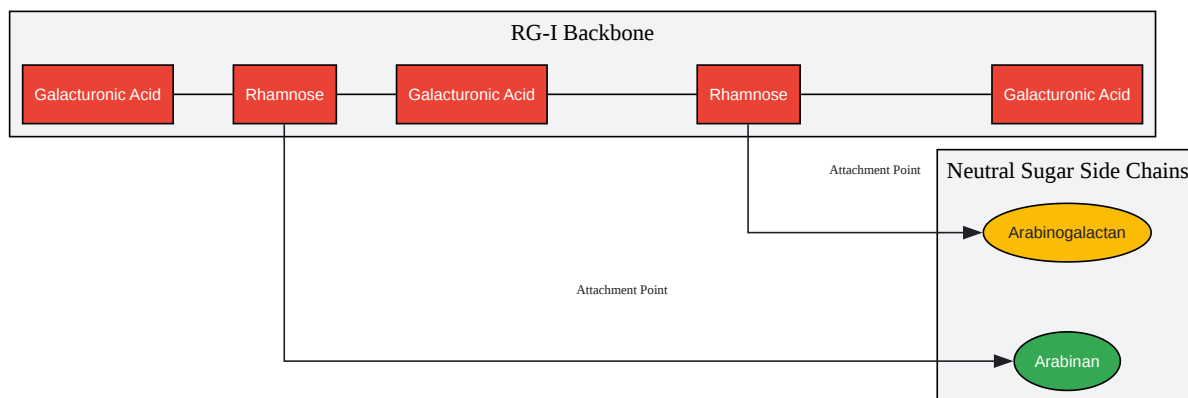 RG-I Backbone
Galacturonic Acid
Rhamnose
Galacturonic Acid
Rhamnose
Galacturonic Acid
Attachment Point
Neutral Sugar Side Chains
Arabinogalactan
Attachment Point
Arabinan